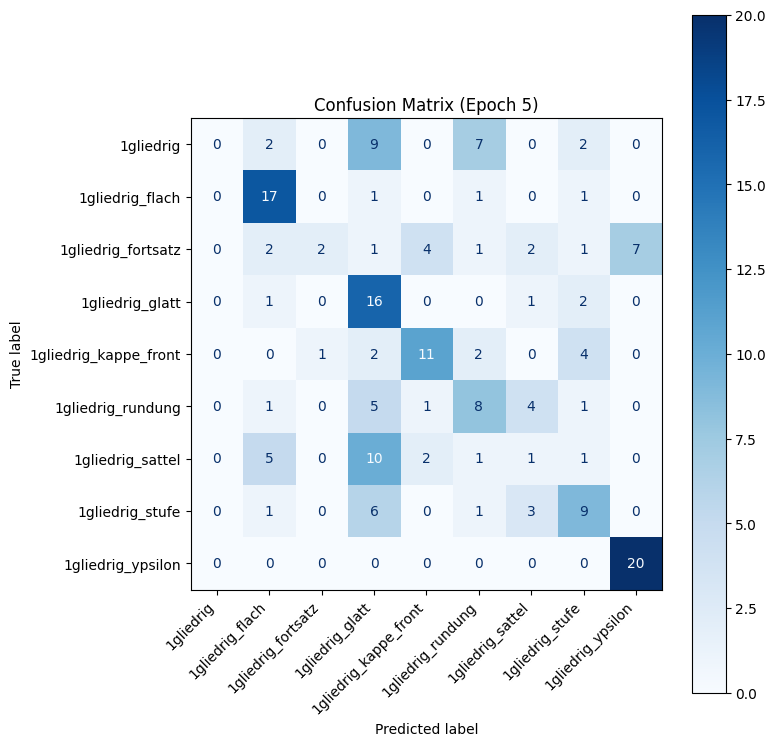 Confusion Matrix (Epoch 5)
True label
1gliedrig 0 2 0 9 0 7 0 2 0
1gliedrig_flach 0 17 0 1 0 1 0 1 0
1gliedrig_fortsatz 0 2 2 1 4 1 2 1 7
1gliedrig_glatt 0 1 0 16 0 0 1 2 0
1gliedrig_kappe_front 0 0 1 2 11 2 0 4 0
1gliedrig_rundung 0 1 0 5 1 8 4 1 0
1gliedrig_sattel 0 5 0 10 2 1 1 1 0
1gliedrig_stufe 0 1 0 6 0 1 3 9 0
1gliedrig_ypsilon 0 0 0 0 0 0 0 0 20
1gliedrig
1gliedrig_flach
1gliedrig_fortsatz
1gliedrig_glatt
1gliedrig_kappe_front
1gliedrig_rundung
1gliedrig_sattel
1gliedrig_stufe
1gliedrig_ypsilon
Predicted label
20.0
17.5
15.0
12.5
10.0
7.5
5.0
2.5
0.0